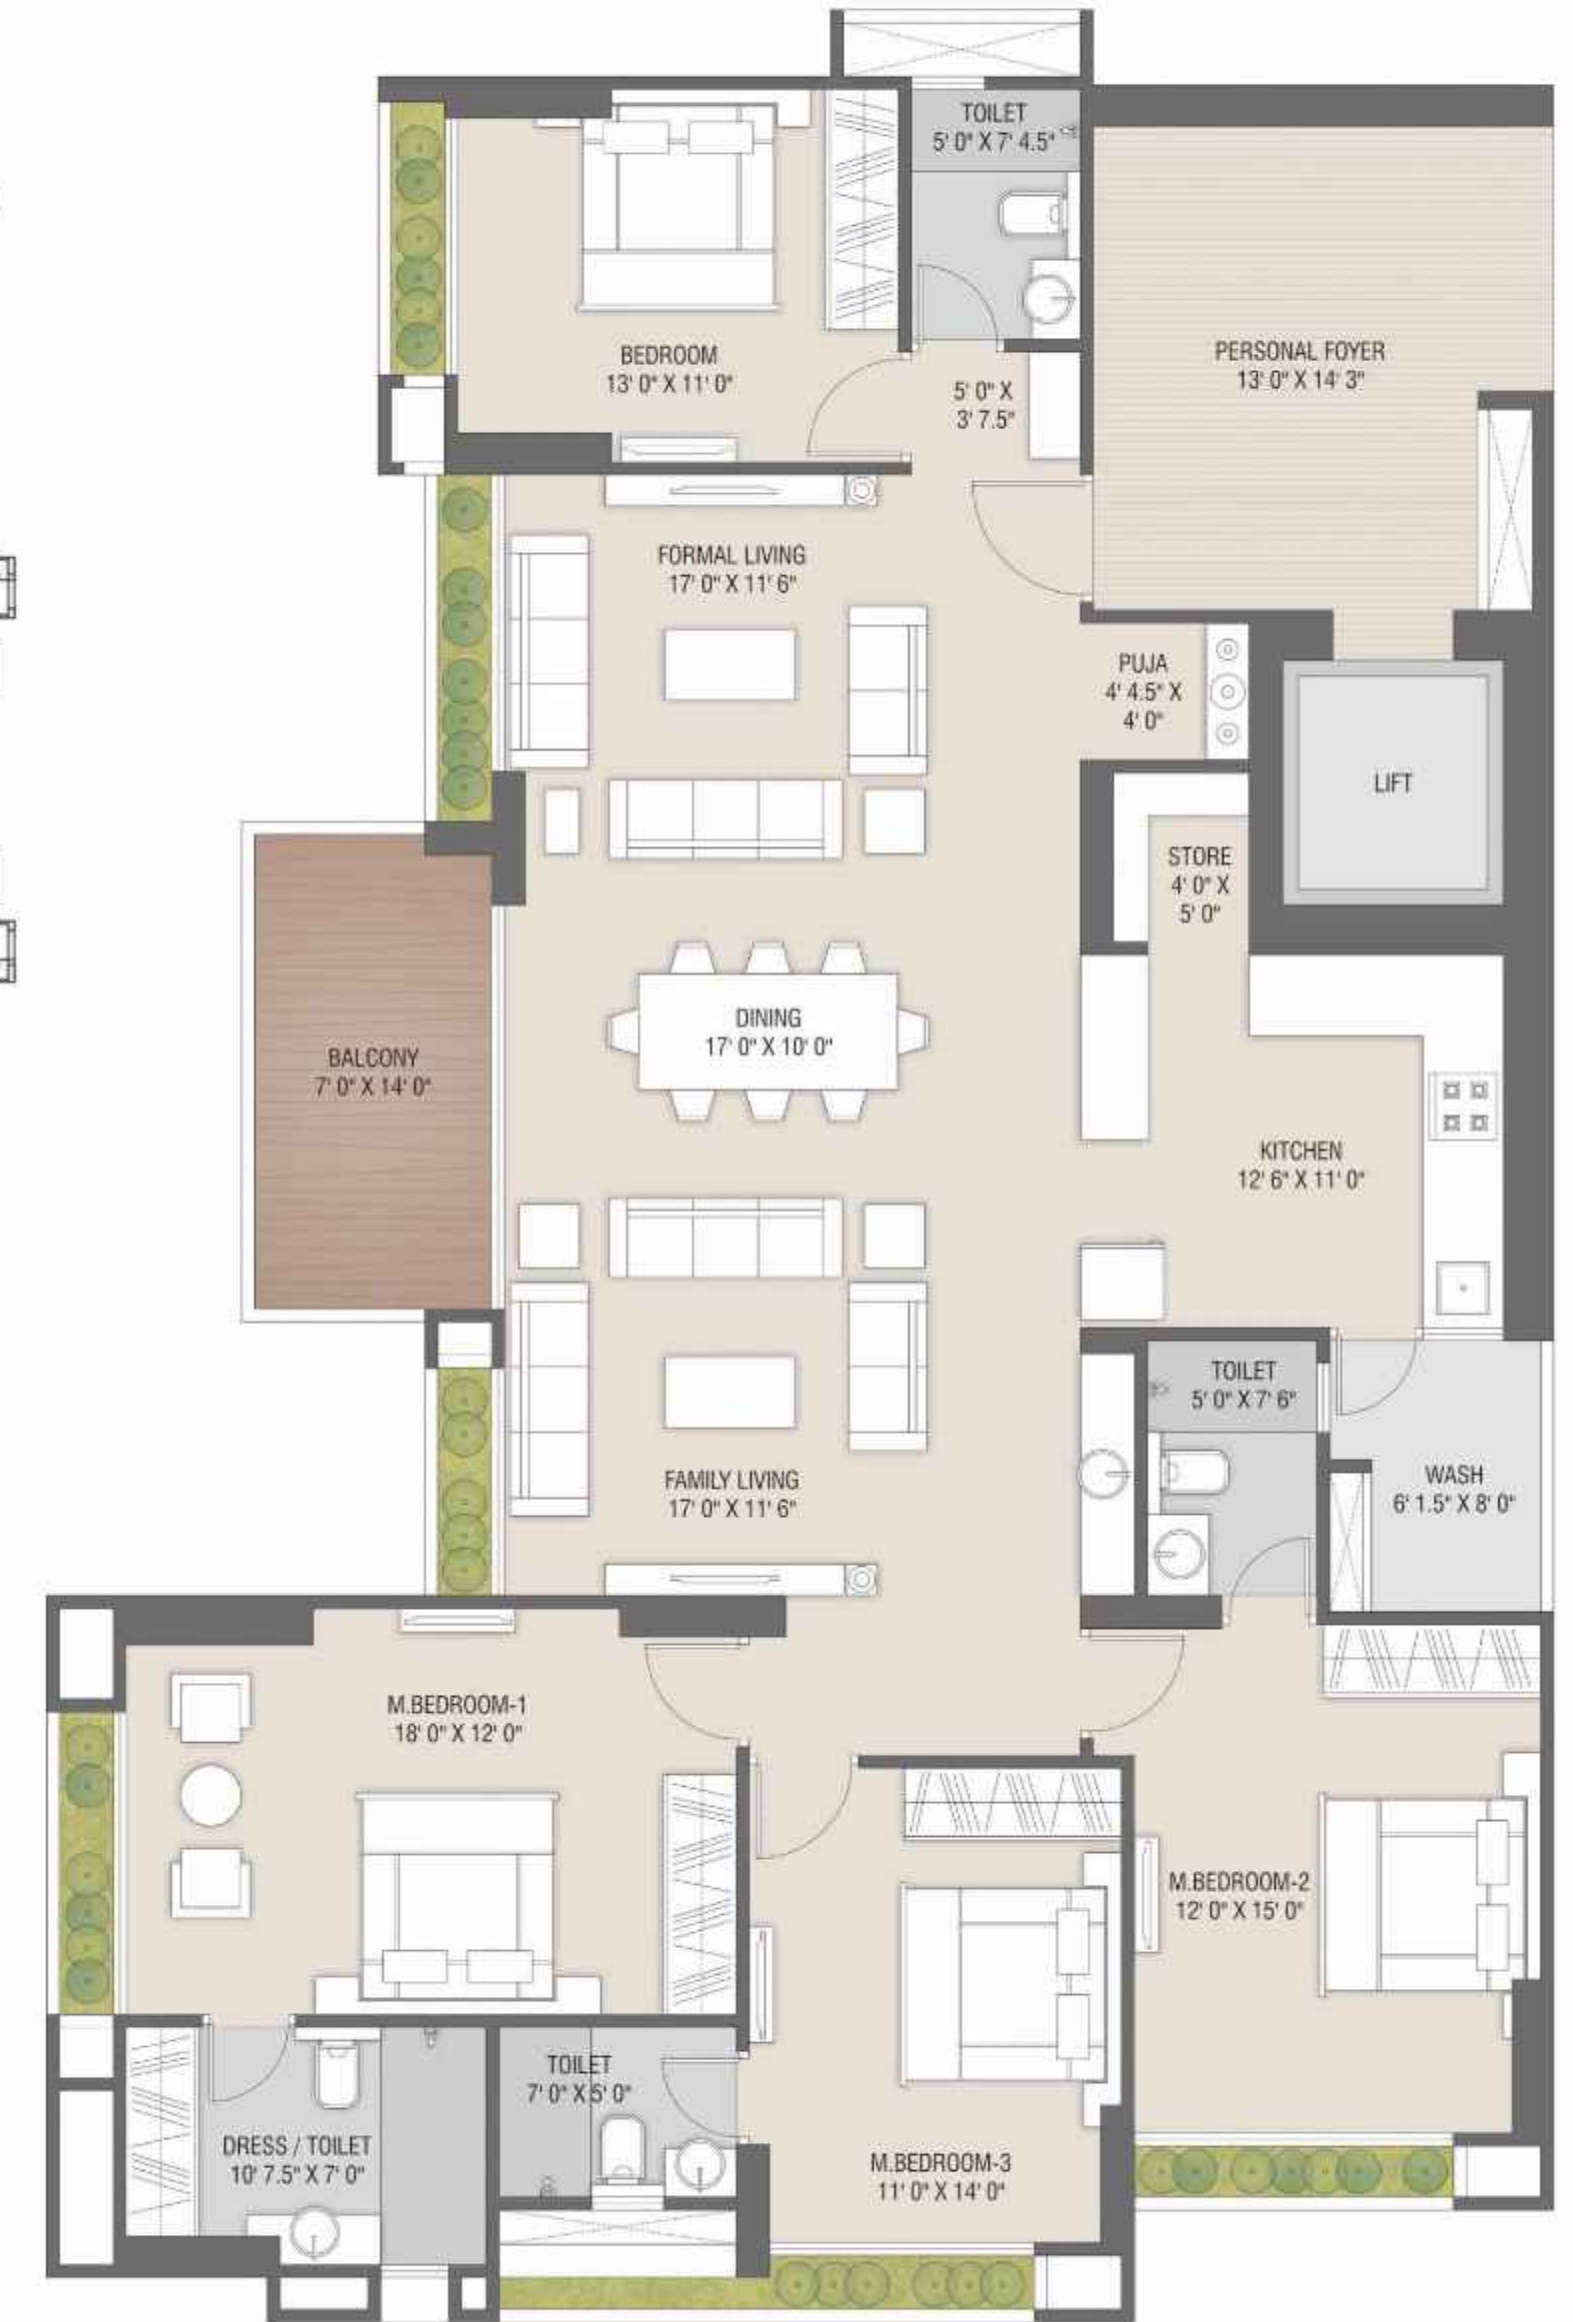 TOILET
5' 0" X 7' 4.5"
BEDROOM
13' 0" X 11' 0"
5' 0" X
3' 7.5"
PERSONAL FOYER
13' 0" X 14' 3"
FORMAL LIVING
17' 0" X 11' 6"
PUJA
4' 4.5" X
4' 0"
LIFT
STORE
4' 0" X
5' 0"
DINING
17' 0" X 10' 0"
BALCONY
7' 0" X 14' 0"
KITCHEN
12' 6" X 11' 0"
TOILET
5' 0" X 7' 6"
FAMILY LIVING
17' 0" X 11' 6"
WASH
6' 1.5" X 8' 0"
M.BEDROOM-1
18' 0" X 12' 0"
M.BEDROOM-2
12' 0" X 15' 0"
TOILET
7' 0" X 5' 0"
DRESS / TOILET
10' 7.5" X 7' 0"
M.BEDROOM-3
11' 0" X 14' 0"